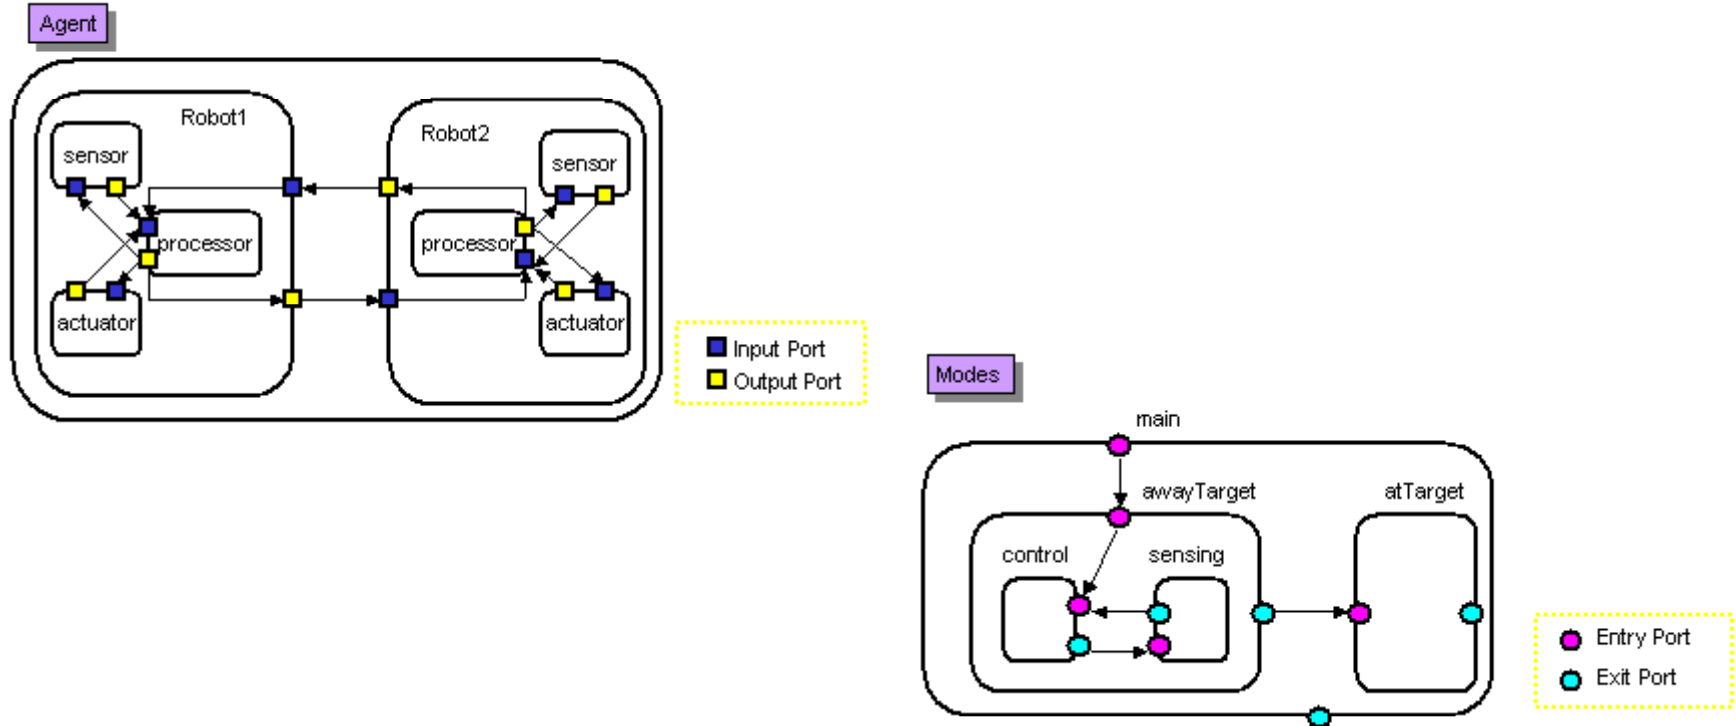 Agent
Robot1
Robot2
sensor
sensor
processor
processor
actuator
actuator
Input Port
Output Port
Modes
main
awayTarget
atTarget
control
sensing
Entry Port
Exit Port